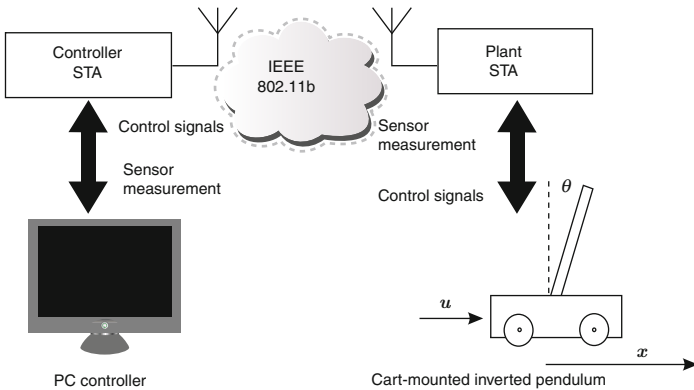 Controller
STA
IEEE
802.11b
Plant
STA
Control signals
Sensor
measurement
Sensor
measurement
Control signals
θ
u
x
PC controller
Cart-mounted inverted pendulum